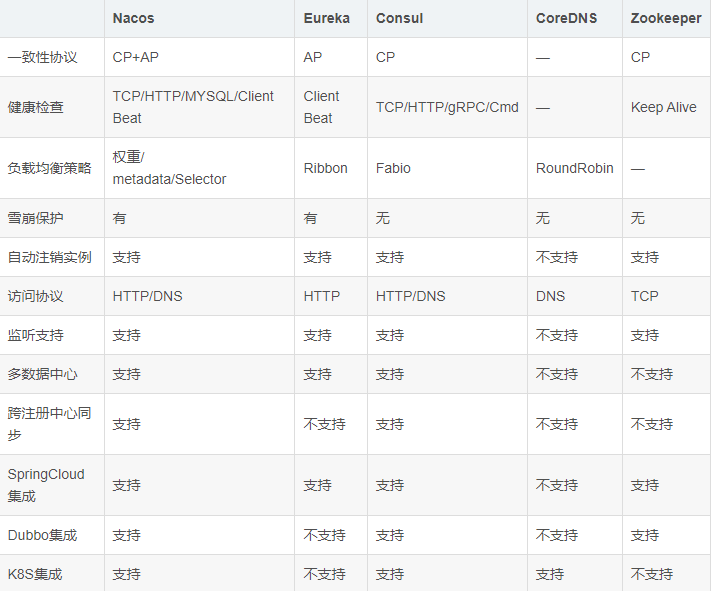 Nacos Eureka Consul CoreDNS Zookeeper
一致性协议 CP+AP AP CP — CP
健康检查 TCP/HTTP/MYSQL/Client Beat Client Beat TCP/HTTP/gRPC/Cmd — Keep Alive
负载均衡策略 权重/ metadata/Selector Ribbon Fabio RoundRobin —
雪崩保护 有 有 无 无 无
自动注销实例 支持 支持 支持 不支持 支持
访问协议 HTTP/DNS HTTP HTTP/DNS DNS TCP
监听支持 支持 支持 支持 不支持 支持
多数据中心 支持 支持 支持 不支持 不支持
跨注册中心同步 支持 不支持 支持 不支持 不支持
SpringCloud集成 支持 支持 支持 不支持 支持
Dubbo集成 支持 不支持 支持 不支持 支持
K8S集成 支持 不支持 支持 支持 不支持